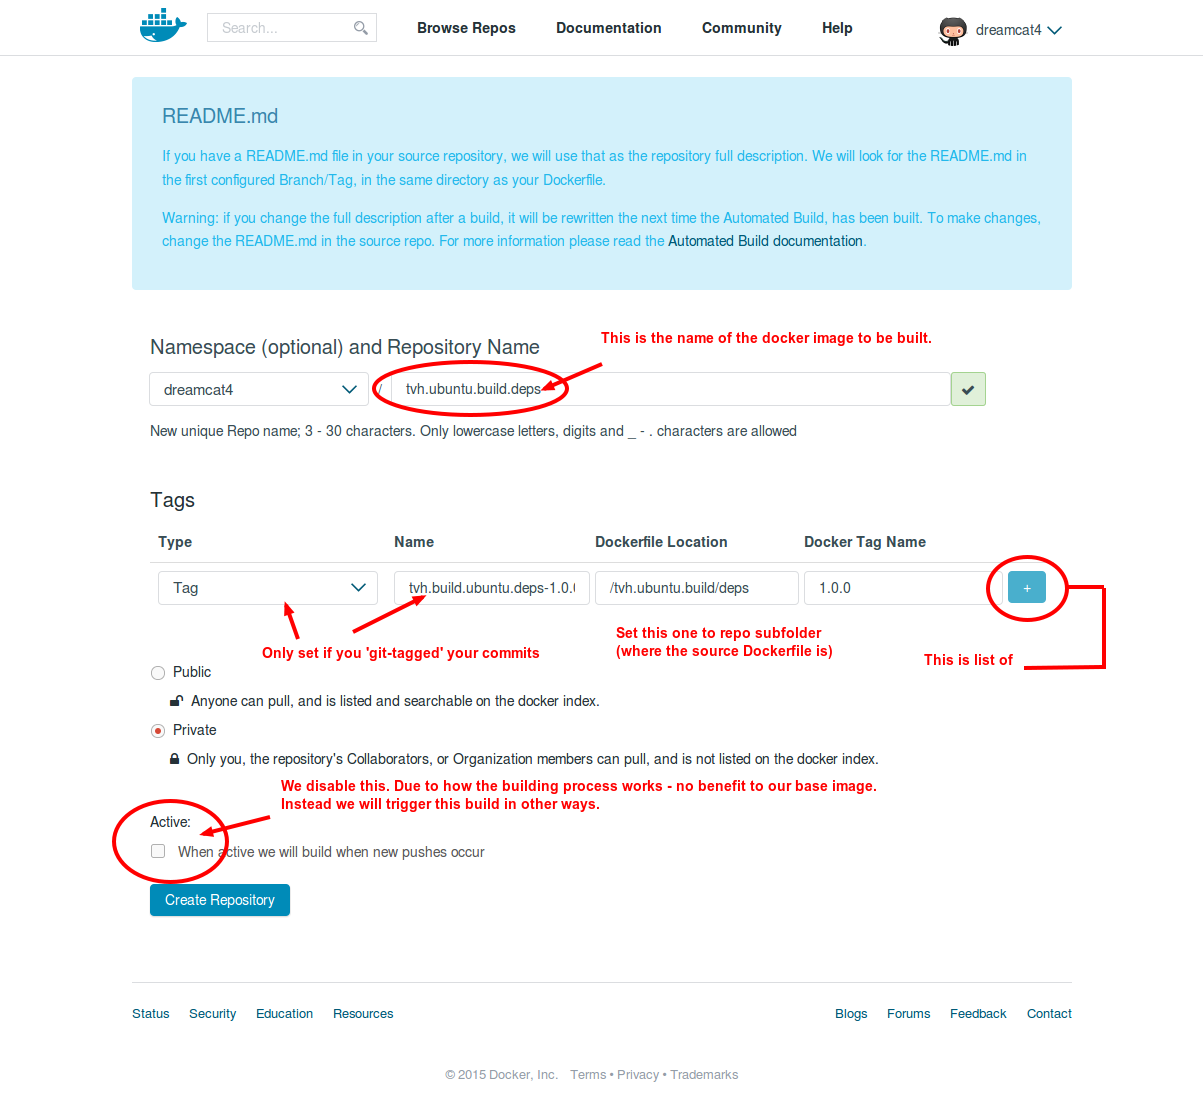 Search...
Browse Repos
Documentation
Community
Help
dreamcat4
README.md
If you have a README.md file in your source repository, we will use that as the repository full description. We will look for the README.md in
the first configured Branch/Tag, in the same directory as your Dockerfile.
Warning: if you change the full description after a build, it will be rewritten the next time the Automated Build, has been built. To make changes,
change the README.md in the source repo. For more information please read the Automated Build documentation.
This is the name of the docker image to be built.
Namespace (optional) and Repository Name
dreamcat4 / tvh.ubuntu.build.deps
New unique Repo name; 3 - 30 characters. Only lowercase letters, digits and _ - . characters are allowed
Tags
Type Name Dockerfile Location Docker Tag Name
Tag tvh.build.ubuntu.deps-1.0. /tvh.ubuntu.build/deps 1.0.0 +
Only set if you 'git-tagged' your commits
Set this one to repo subfolder
(where the source Dockerfile is)
This is list of
Public
Anyone can pull, and is listed and searchable on the docker index.
Private
Only you, the repository's Collaborators, or Organization members can pull, and is not listed on the docker index.
We disable this. Due to how the building process works - no benefit to our base image.
Instead we will trigger this build in other ways.
Active:
When active we will build when new pushes occur
Create Repository
Status Security Education Resources
Blogs Forums Feedback Contact
© 2015 Docker, Inc. Terms • Privacy • Trademarks